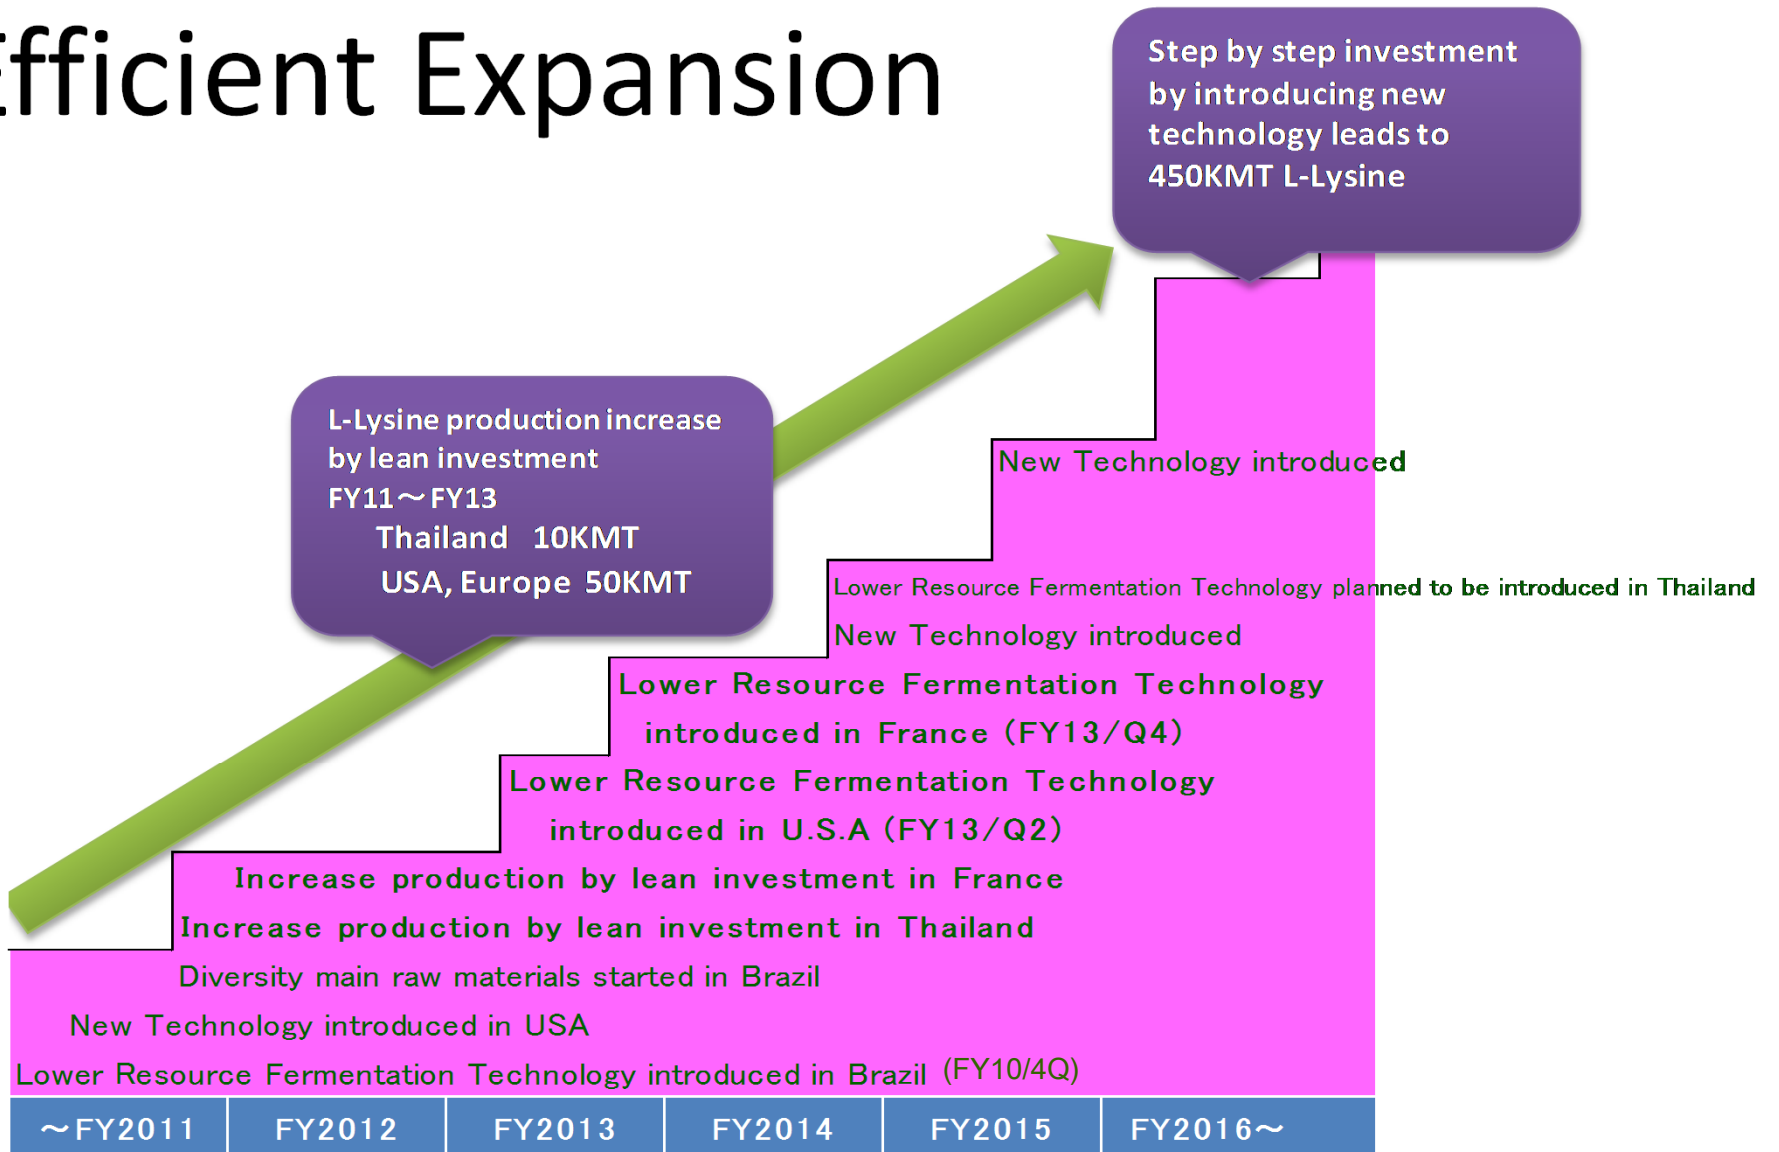 Efficient Expansion
Step by step investment
by introducing new
technology leads to
450KMT L-Lysine
L-Lysine production increase
by lean investment
FY11～FY13
Thailand 10KMT
USA, Europe 50KMT
New Technology introduced
Lower Resource Fermentation Technology planned to be introduced in Thailand
New Technology introduced
Lower Resource Fermentation Technology
introduced in France (FY13/Q4)
Lower Resource Fermentation Technology
introduced in U.S.A (FY13/Q2)
Increase production by lean investment in France
Increase production by lean investment in Thailand
Diversity main raw materials started in Brazil
New Technology introduced in USA
Lower Resource Fermentation Technology introduced in Brazil (FY10/4Q)
～FY2011 FY2012 FY2013 FY2014 FY2015 FY2016～